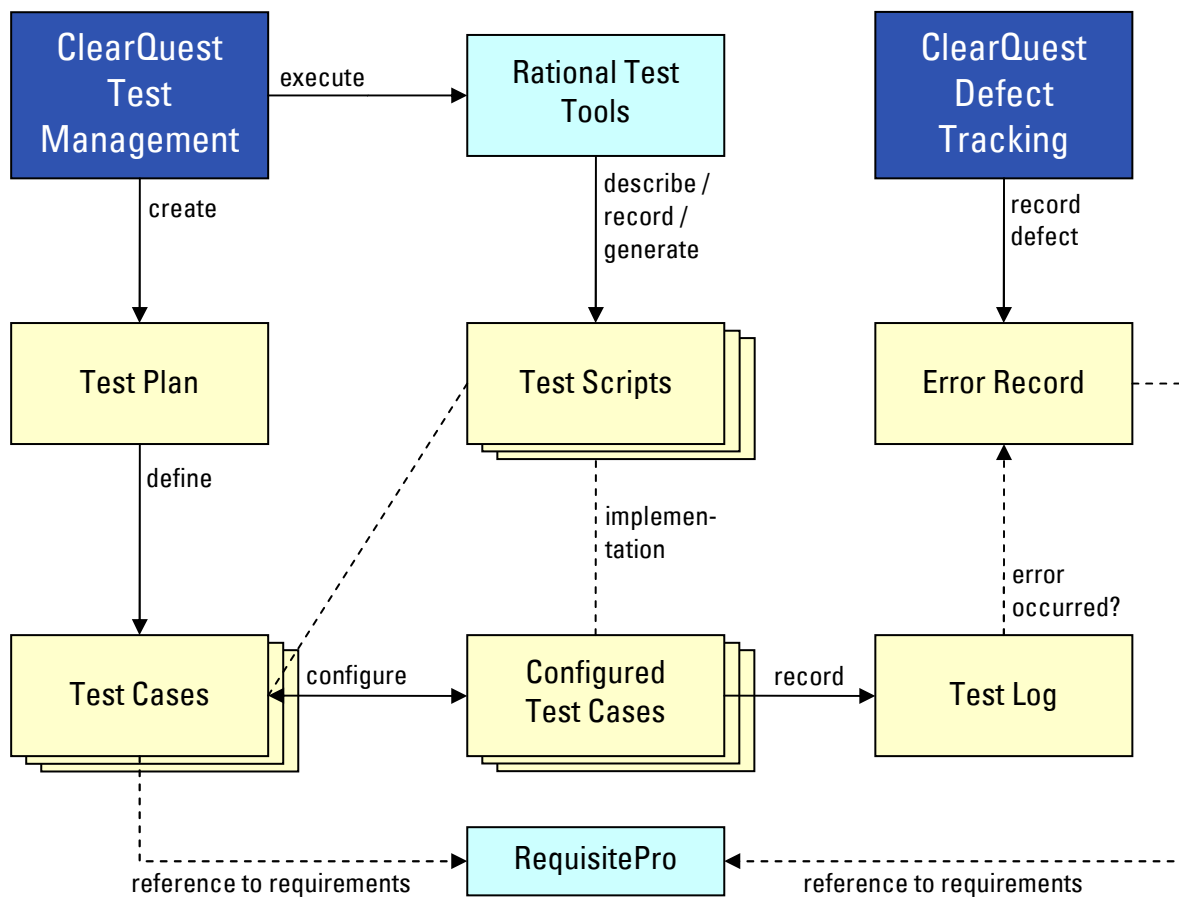 ClearQuest
Test
Management
execute
Rational Test
Tools
ClearQuest
Defect
Tracking
create
describe /
record /
generate
record
defect
Test Plan
Test Scripts
Error Record
define
implemen-
tation
error
occurred?
Test Cases
configure
Configured
Test Cases
record
Test Log
RequisitePro
reference to requirements
reference to requirements